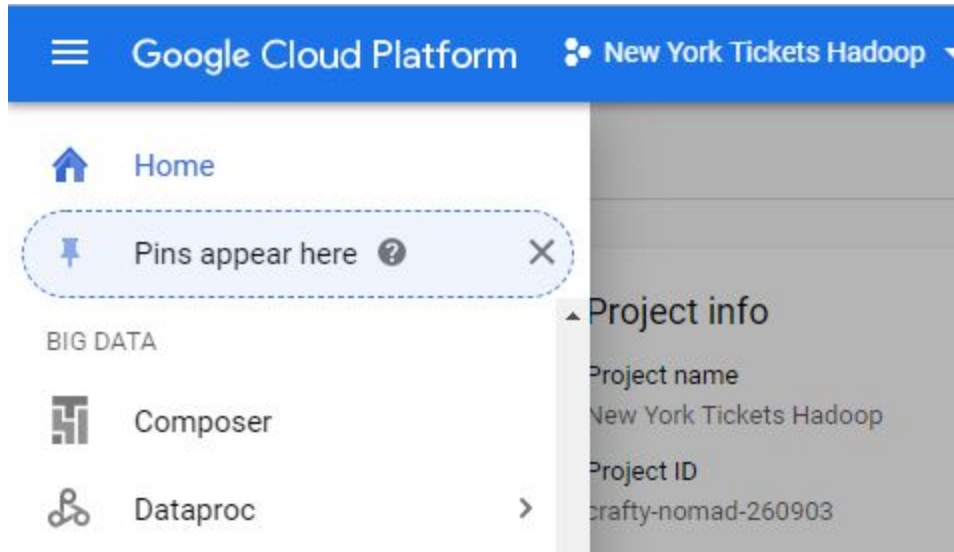 Google Cloud Platform
New York Tickets Hadoop
Home
Pins appear here
BIG DATA
Composer
Dataproc
Project info
Project name
New York Tickets Hadoop
Project ID
crafty-nomad-260903